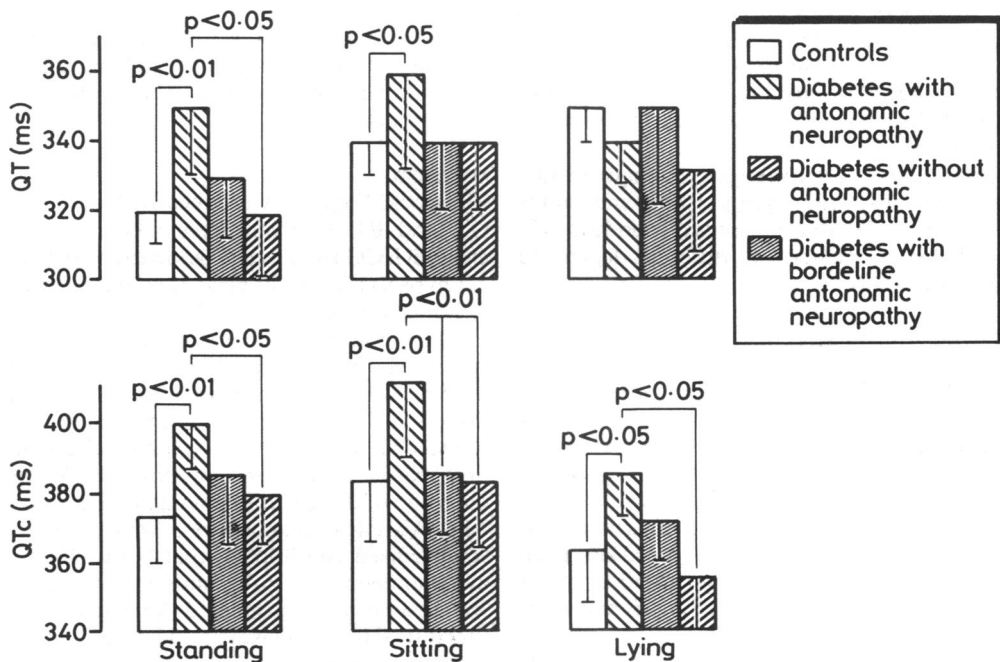 p<0·05
p<0·01
QT (ms)
360
340
320
300
p<0·05
Controls
Diabetes with
antonomic
neuropathy
Diabetes without
antonomic
neuropathy
Diabetes with
bordeline
antonomic
neuropathy
p<0·05
p<0·01
QTc (ms)
400
380
360
340
p<0·01
p<0·01
p<0·05
p<0·05
Standing
Sitting
Lying